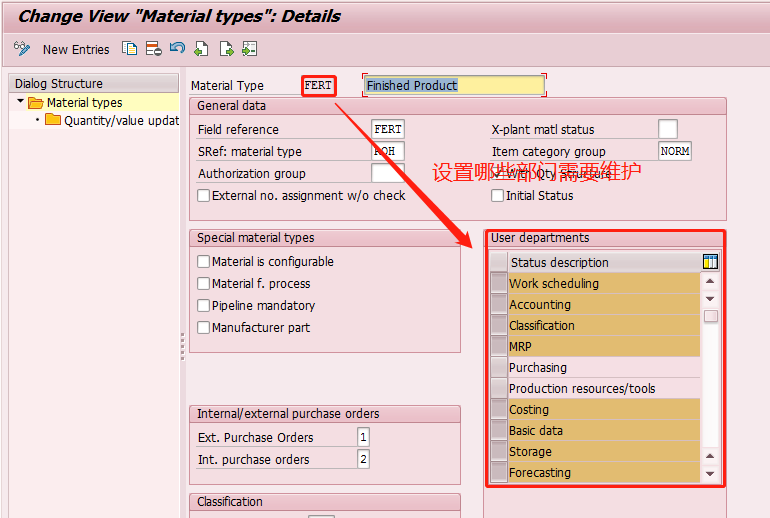 Change View "Material types": Details
New Entries
Dialog Structure
Material types
Quantity/value updat
Material Type FERT Finished Product
General data
Field reference FERT X-plant matl status
SRef: material type ROH Item category group NORM
Authorization group With Qty Structure
设置哪些部门需要维护
External no. assignment w/o check Initial Status
Special material types
Material is configurable
Material f. process
Pipeline mandatory
Manufacturer part
User departments
Status description
Work scheduling
Accounting
Classification
MRP
Purchasing
Production resources/tools
Costing
Basic data
Storage
Forecasting
Internal/external purchase orders
Ext. Purchase Orders 1
Int. purchase orders 2
Classification